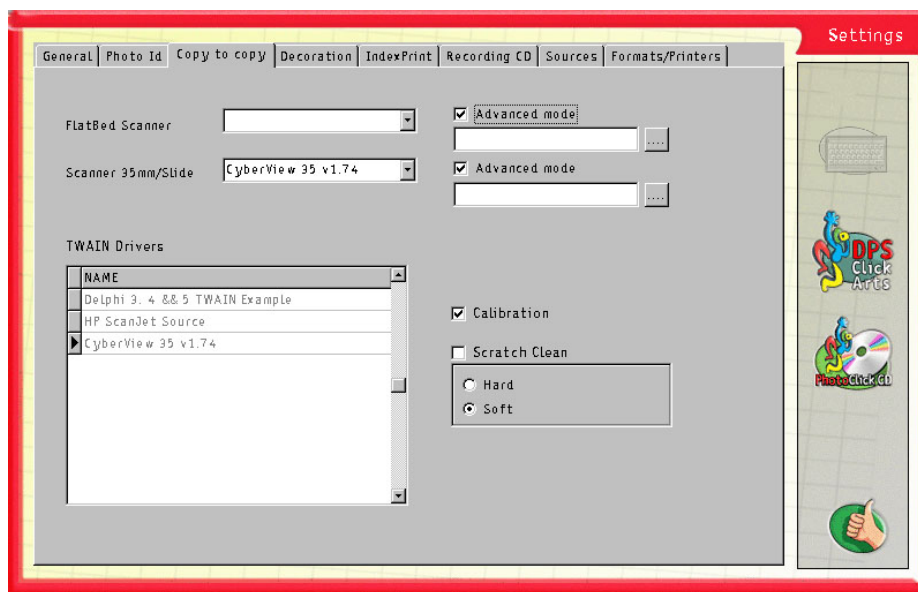 Settings
General
Photo Id
Copy to copy
Decoration
IndexPrint
Recording CD
Sources
Formats/Printers
FlatBed Scanner
Advanced mode
....
Scanner 35mm/Slide
CyberView 35 v1.74
Advanced mode
....
TWAIN Drivers
NAME
Delphi 3. 4 && 5 TWAIN Example
HP ScanJet Source
CyberView 35 v1.74
Calibration
Scratch Clean
Hard
Soft
DPS
Click
Arts
PhotoClick.CD